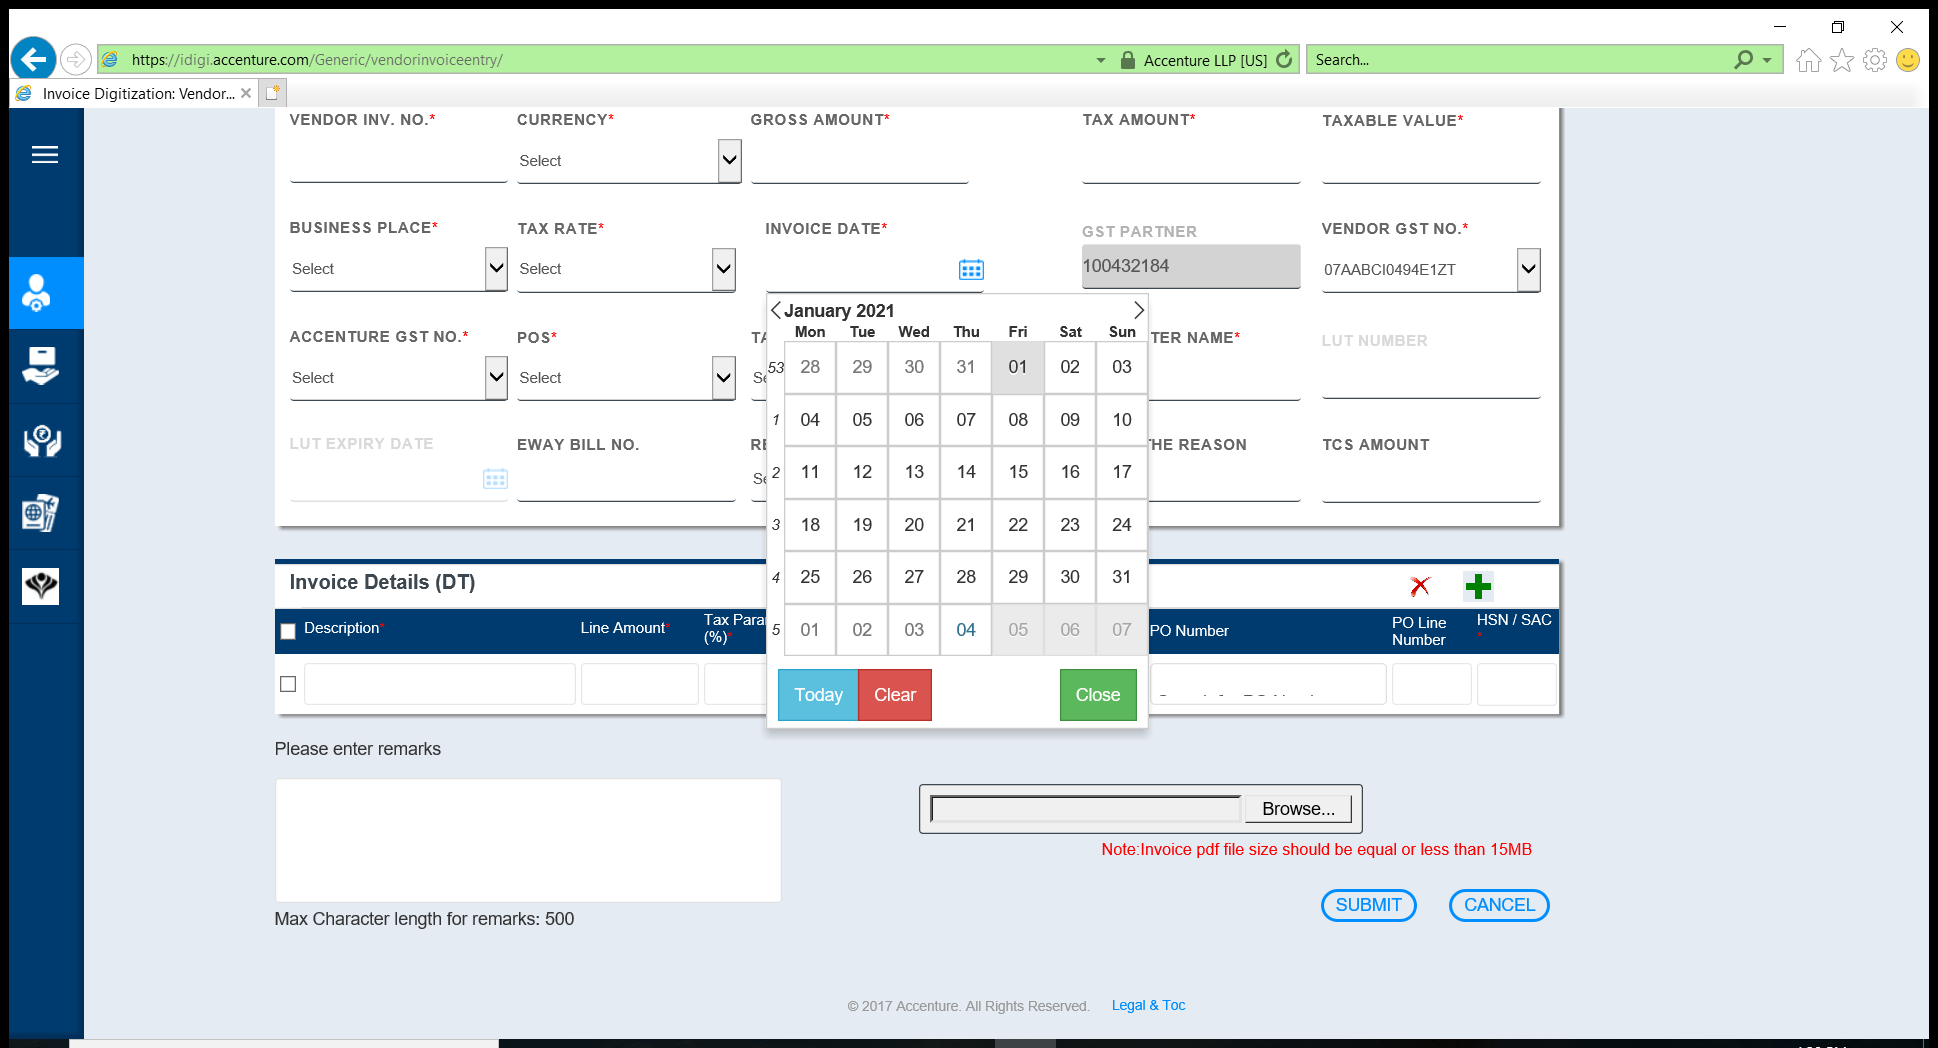 https://idigi.accenture.com/Generic/vendorinvoiceentry/
Accenture LLP [US]
Search...
Invoice Digitization: Vendor...
VENDOR INV. NO.* CURRENCY* GROSS AMOUNT* TAX AMOUNT* TAXABLE VALUE*
Select
BUSINESS PLACE* TAX RATE* INVOICE DATE* GST PARTNER VENDOR GST NO.*
Select Select 100432184 07AABCI0494E1ZT
ACCENTURE GST NO.* POS* TA TER NAME* LUT NUMBER
Select Select Se
LUT EXPIRY DATE EWAY BILL NO. RE THE REASON TCS AMOUNT
Se
January 2021
Mon Tue Wed Thu Fri Sat Sun
53 28 29 30 31 01 02 03
1 04 05 06 07 08 09 10
2 11 12 13 14 15 16 17
3 18 19 20 21 22 23 24
4 25 26 27 28 29 30 31
5 01 02 03 04 05 06 07
Today Clear Close
Invoice Details (DT)
Description* Line Amount* Tax Para (%)* PO Number PO Line Number HSN / SAC *
Please enter remarks
Max Character length for remarks: 500
Browse...
Note:Invoice pdf file size should be equal or less than 15MB
SUBMIT CANCEL
© 2017 Accenture. All Rights Reserved. Legal & Toc